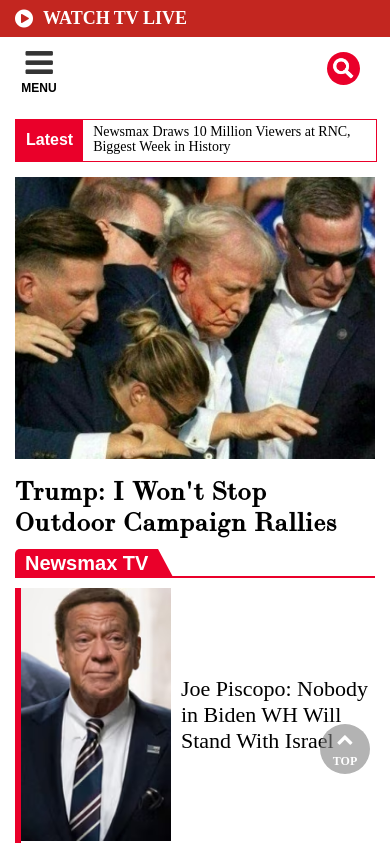 WATCH TV LIVE
MENU
Latest
Newsmax Draws 10 Million Viewers at RNC,
Biggest Week in History
Trump: I Won't Stop
Outdoor Campaign Rallies
Newsmax TV
Joe Piscopo: Nobody
in Biden WH Will
Stand With Israel
TOP